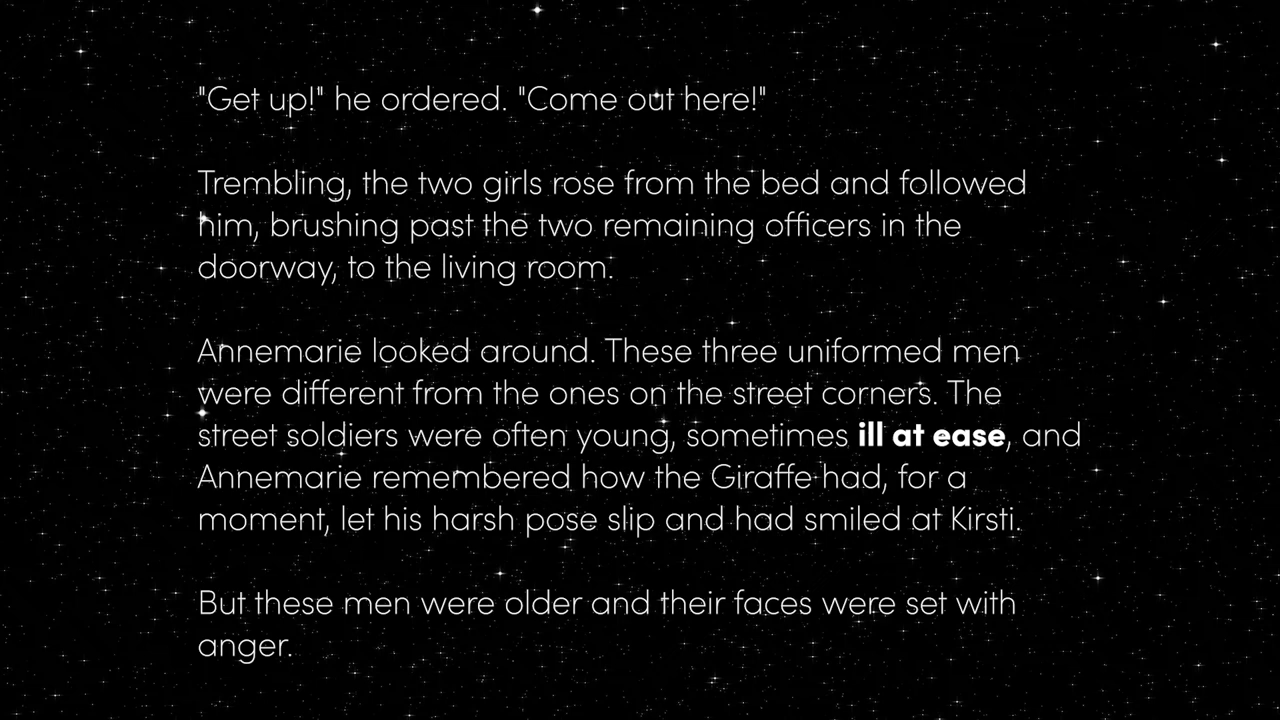 "Get up!" he ordered. "Come out here!"
Trembling, the two girls rose from the bed and followed
him, brushing past the two remaining officers in the
doorway, to the living room.
Annemarie looked around. These three uniformed men
were different from the ones on the street corners. The
street soldiers were often young, sometimes ill at ease, and
Annemarie remembered how the Giraffe had, for a
moment, let his harsh pose slip and had smiled at Kirsti.
But these men were older and their faces were set with
anger.